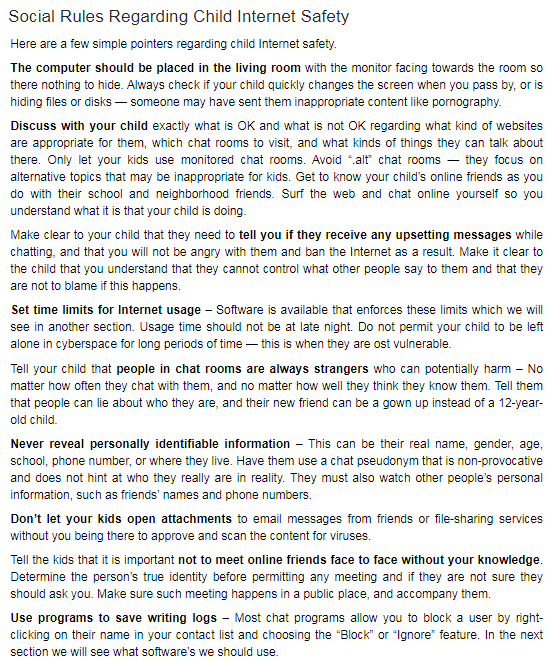 Social Rules Regarding Child Internet Safety
Here are a few simple pointers regarding child Internet safety.
The computer should be placed in the living room with the monitor facing towards the room so
there nothing to hide. Always check if your child quickly changes the screen when you pass by, or is
hiding files or disks — someone may have sent them inappropriate content like pornography.
Discuss with your child exactly what is OK and what is not OK regarding what kind of websites
are appropriate for them, which chat rooms to visit, and what kinds of things they can talk about
there. Only let your kids use monitored chat rooms. Avoid “.alt” chat rooms — they focus on
alternative topics that may be inappropriate for kids. Get to know your child’s online friends as you
do with their school and neighborhood friends. Surf the web and chat online yourself so you
understand what it is that your child is doing.
Make clear to your child that they need to tell you if they receive any upsetting messages while
chatting, and that you will not be angry with them and ban the Internet as a result. Make it clear to
the child that you understand that they cannot control what other people say to them and that they
are not to blame if this happens.
Set time limits for Internet usage – Software is available that enforces these limits which we will
see in another section. Usage time should not be at late night. Do not permit your child to be left
alone in cyberspace for long periods of time — this is when they are ost vulnerable.
Tell your child that people in chat rooms are always strangers who can potentially harm – No
matter how often they chat with them, and no matter how well they think they know them. Tell them
that people can lie about who they are, and their new friend can be a gown up instead of a 12-year-
old child.
Never reveal personally identifiable information – This can be their real name, gender, age,
school, phone number, or where they live. Have them use a chat pseudonym that is non-provocative
and does not hint at who they really are in reality. They must also watch other people’s personal
information, such as friends’ names and phone numbers.
Don’t let your kids open attachments to email messages from friends or file-sharing services
without you being there to approve and scan the content for viruses.
Tell the kids that it is important not to meet online friends face to face without your knowledge.
Determine the person’s true identity before permitting any meeting and if they are not sure they
should ask you. Make sure such meeting happens in a public place, and accompany them.
Use programs to save writing logs – Most chat programs allow you to block a user by right-
clicking on their name in your contact list and choosing the “Block” or “Ignore” feature. In the next
section we will see what software’s we should use.